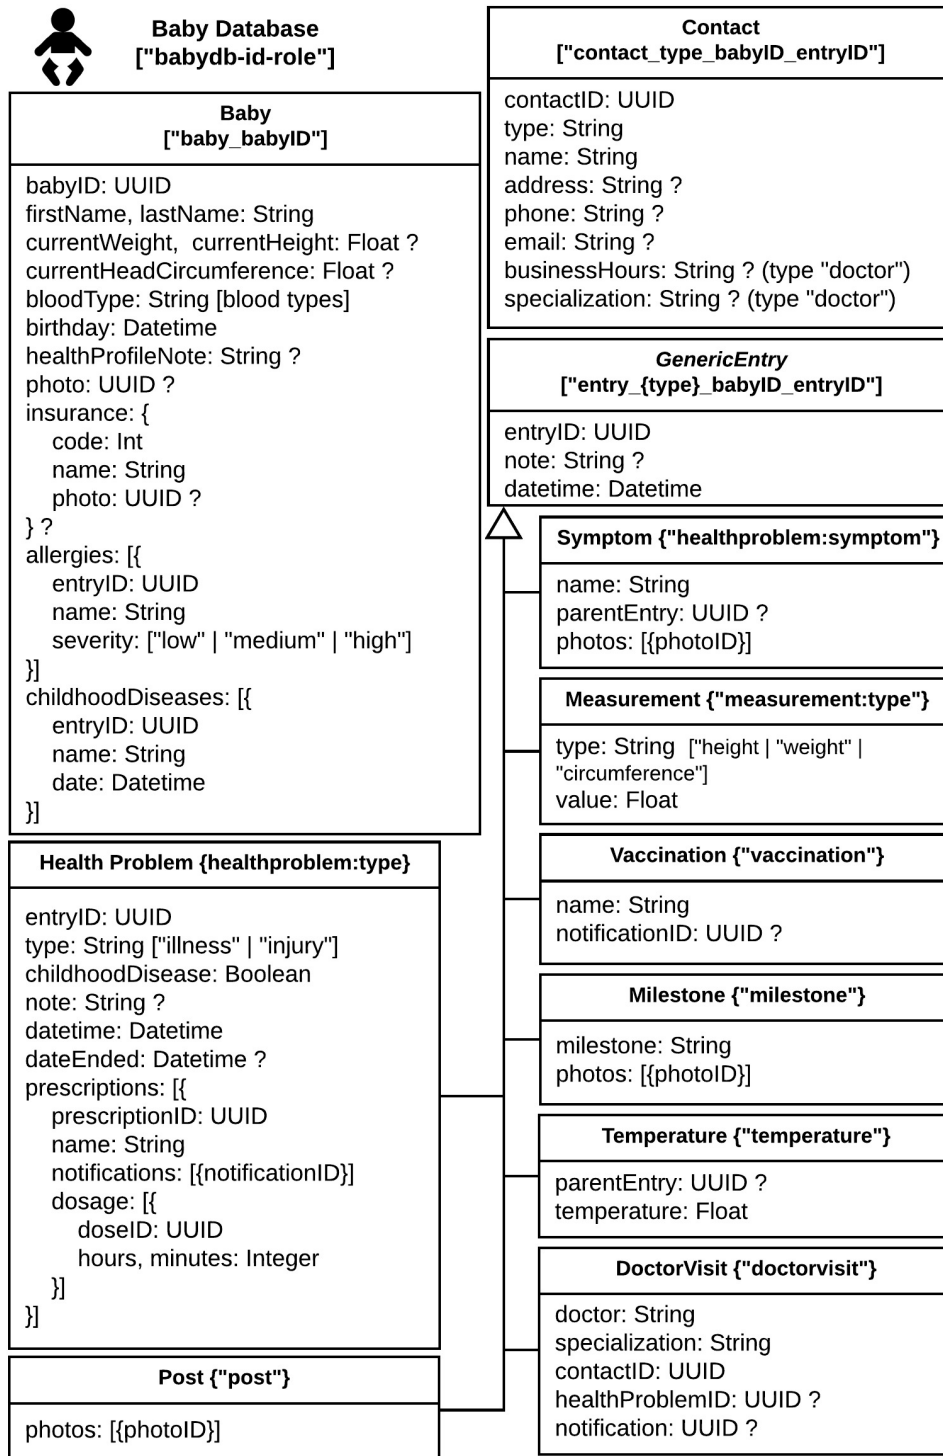 Baby Database
["babydb-id-role"]
Baby
["baby_babyID"]
babyID: UUID
firstName, lastName: String
currentWeight, currentHeight: Float ?
currentHeadCircumference: Float ?
bloodType: String [blood types]
birthday: Datetime
healthProfileNote: String ?
photo: UUID ?
insurance: {
code: Int
name: String
photo: UUID ?
} ?
allergies: [{
entryID: UUID
name: String
severity: ["low" | "medium" | "high"]
}]
childhoodDiseases: [{
entryID: UUID
name: String
date: Datetime
}]
Health Problem {healthproblem:type}
entryID: UUID
type: String ["illness" | "injury"]
childhoodDisease: Boolean
note: String ?
datetime: Datetime
dateEnded: Datetime ?
prescriptions: [{
prescriptionID: UUID
name: String
notifications: [{notificationID}]
dosage: [{
doseID: UUID
hours, minutes: Integer
}]
}]
Post {"post"}
photos: [{photoID}]
Contact
["contact_type_babyID_entryID"]
contactID: UUID
type: String
name: String
address: String ?
phone: String ?
email: String ?
businessHours: String ? (type "doctor")
specialization: String ? (type "doctor")
GenericEntry
["entry_{type}_babyID_entryID"]
entryID: UUID
note: String ?
datetime: Datetime
Symptom {"healthproblem:symptom"}
name: String
parentEntry: UUID ?
photos: [{photoID}]
Measurement {"measurement:type"}
type: String ["height | "weight" |
"circumference"]
value: Float
Vaccination {"vaccination"}
name: String
notificationID: UUID ?
Milestone {"milestone"}
milestone: String
photos: [{photoID}]
Temperature {"temperature"}
parentEntry: UUID ?
temperature: Float
DoctorVisit {"doctorvisit"}
doctor: String
specialization: String
contactID: UUID
healthProblemID: UUID ?
notification: UUID ?